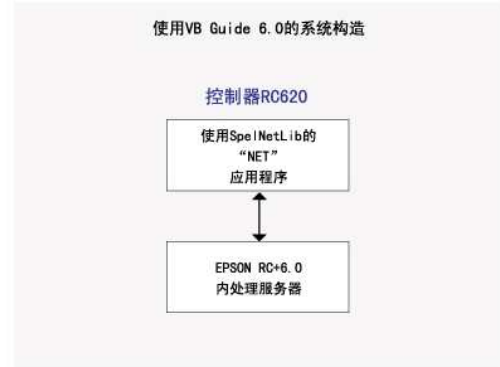 使用VB Guide 6.0的系统构造
控制器RC620
使用SpelNetLib的
“NET”
应用程序
EPSON RC+6.0
内处理服务器